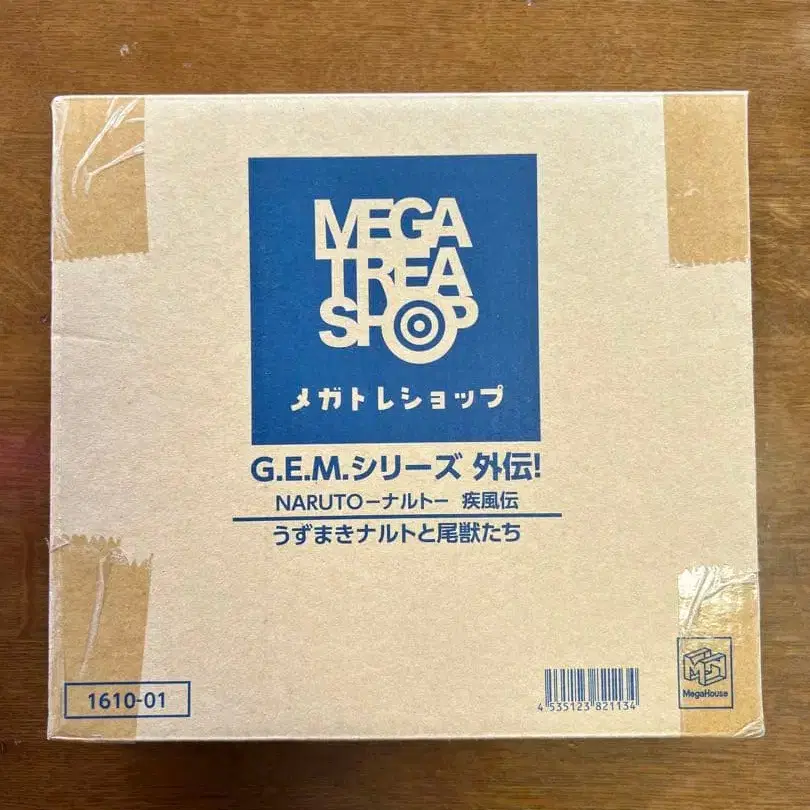 MEGA
TREA
SHOP
メガトレショップ
G.E.M.シリーズ 外伝!
NARUTO－ナルト－ 疾風伝
うずまきナルトと尾獣たち
1610-01
4 535123 821134
MegaHouse